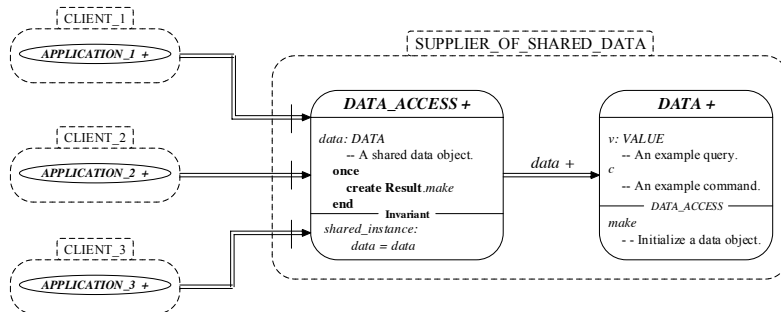 CLIENT_1
APPLICATION_1 +
CLIENT_2
APPLICATION_2 +
CLIENT_3
APPLICATION_3 +
SUPPLIER_OF_SHARED_DATA
DATA_ACCESS +
data: DATA
-- A shared data object.
once
create Result.make
end
Invariant
shared_instance:
data = data
data +
DATA +
v: VALUE
-- An example query.
c
-- An example command.
DATA_ACCESS
make
- - Initialize a data object.